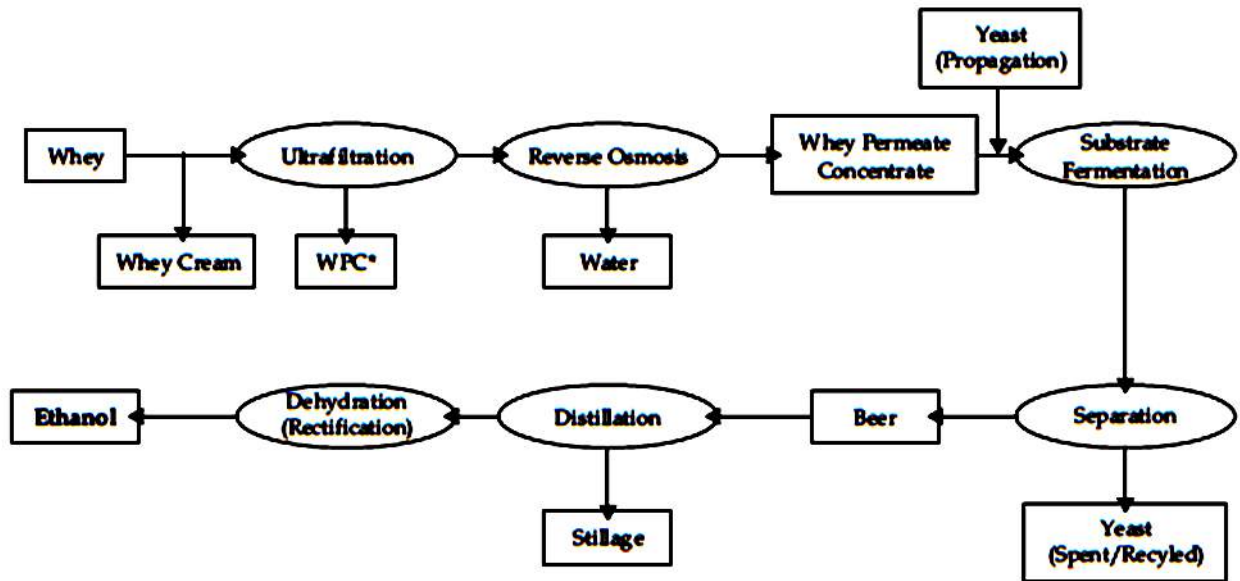 Yeast
(Propagation)
Whey
Ultrafiltration
Reverse Osmosis
Whey Permeate
Concentrate
Substrate
Fermentation
Whey Cream
WPC*
Water
Ethanol
Dehydration
(Rectification)
Distillation
Beer
Separation
Stillage
Yeast
(Spent/Recyled)